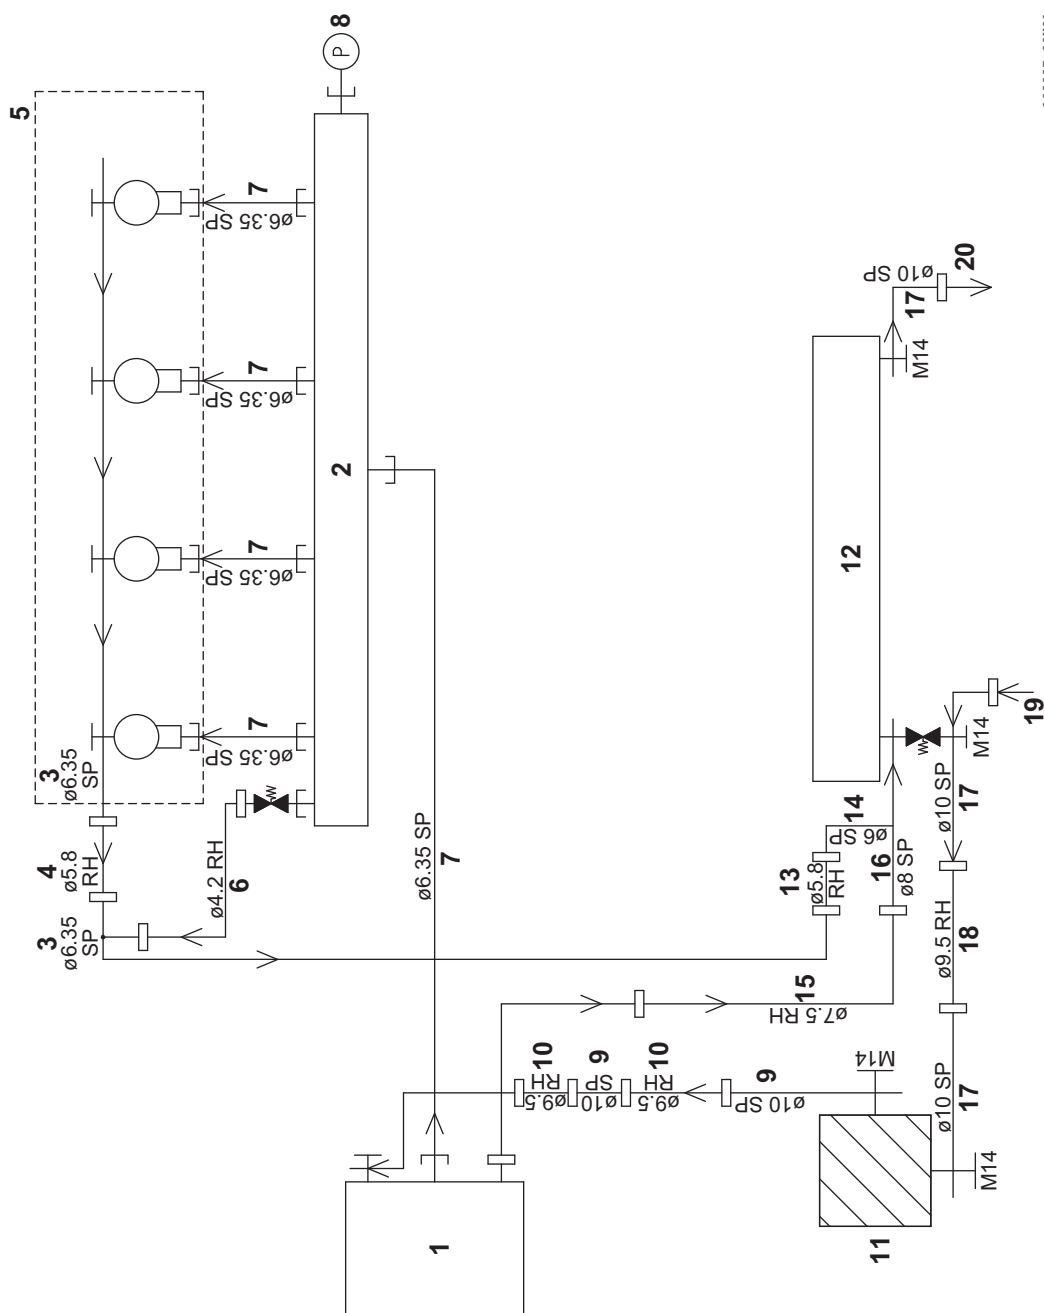 8
P
5
7
ø6.35 SP
7
ø6.35 SP
7
ø6.35 SP
7
ø6.35 SP
2
3
ø6.35
SP
4
ø5.8
RH
3
ø6.35
SP
ø4.2 RH
6
ø6.35 SP
7
20
ø10 SP
17
M14
12
19
M14
14
ø6 SP
13
ø5.8
RH
16
ø8 SP
ø10 SP
17
ø9.5 RH
18
15
ø7.5 RH
10
ø9.5
RH
9
ø10
SP
10
ø9.5
RH
9
ø10 SP
M14
ø10 SP
17
M14
1
11